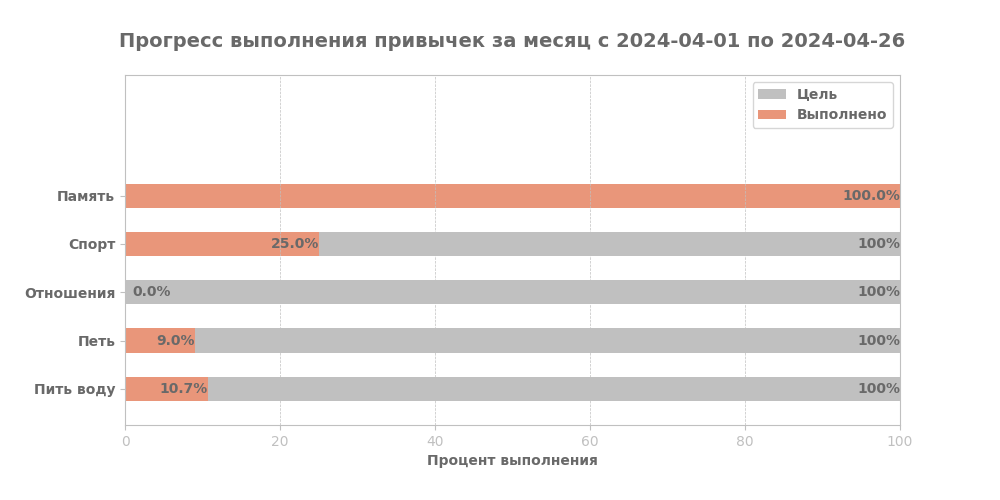 Прогресс выполнения привычек за месяц с 2024-04-01 по 2024-04-26
Цель
Выполнено
Память 100.0%
Спорт 25.0% 100%
Отношения 0.0% 100%
Петь 9.0% 100%
Пить воду 10.7% 100%
0 20 40 60 80 100
Процент выполнения